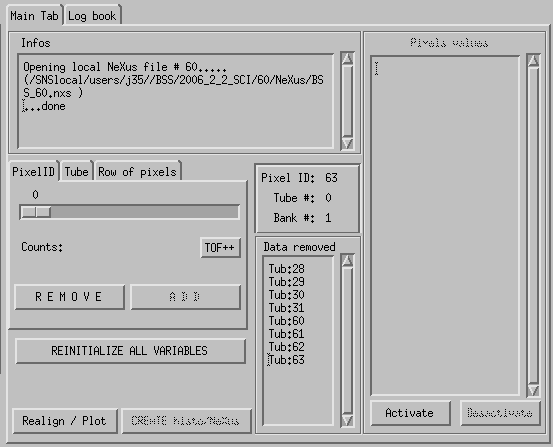 Main Tab
Log book
Infos
Opening local NeXus file # 60.....
(/SNSlocal/users/j35//BSS/2006_2_2_SCI/60/NeXus/BS
S_60.nxs )
...done
Pixels values
PixelID
Tube
Row of pixels
0
Counts:
TOF++
R E M O V E
A D D
REINITIALIZE ALL VARIABLES
Realign / Plot
CREATE histo/NeXus
Pixel ID: 63
Tube #: 0
Bank #: 1
Data removed
Tub:28
Tub:29
Tub:30
Tub:31
Tub:60
Tub:61
Tub:62
Tub:63
Activate
Desactivate